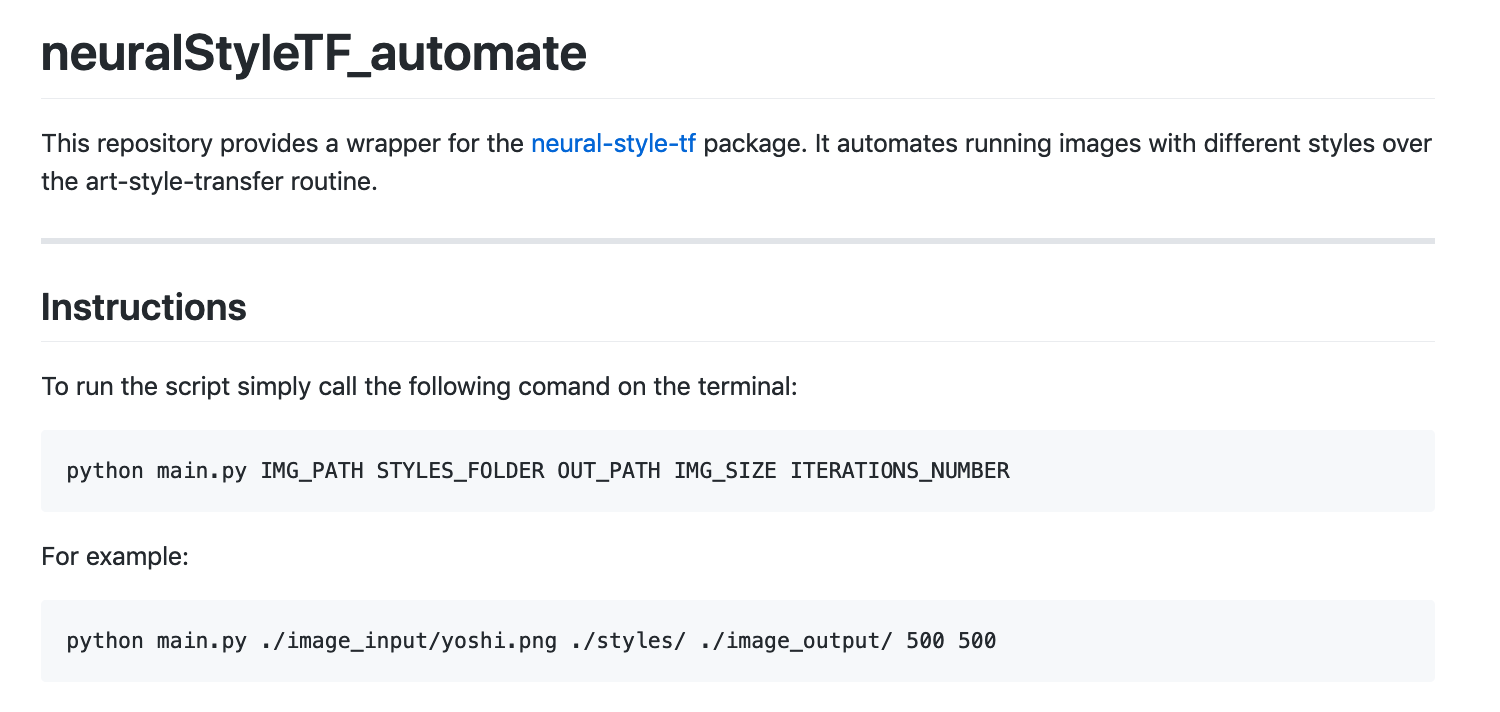 neuralStyleTF_automate
This repository provides a wrapper for the neural-style-tf package. It automates running images with different styles over
the art-style-transfer routine.
Instructions
To run the script simply call the following comand on the terminal:
python main.py IMG_PATH STYLES_FOLDER OUT_PATH IMG_SIZE ITERATIONS_NUMBER
For example:
python main.py ./image_input/yoshi.png ./styles/ ./image_output/ 500 500